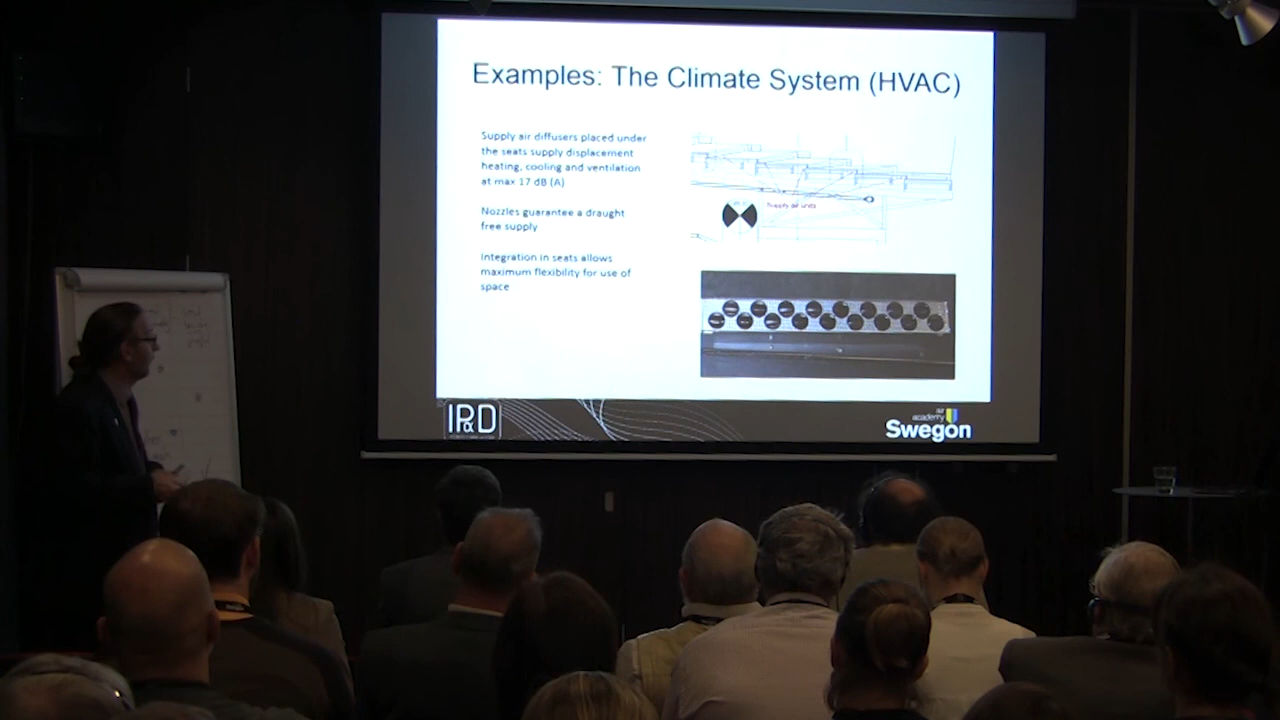 Examples: The Climate System (HVAC)
Supply air diffusers placed under
the seats supply displacement
heating, cooling and ventilation
at max 17 dB (A)
Nozzles guarantee a draught
free supply
Integration in seats allows
maximum flexibility for use of
space
Supply air units
IR&D
air
academy
Swegon